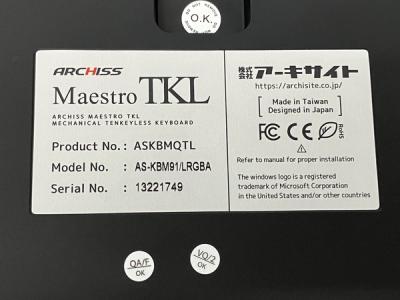 O.K.
ARCHISS
Maestro TKL
ARCHISS MAESTRO TKL
MECHANICAL TENKEYLESS KEYBOARD
Product No. : ASKBMQTL
Model No. : AS-KBM91/LRGBA
Serial No. : 13221749
株式会社 アーキサイト
https://archisite.co.jp/
Made in Taiwan
Designed in Japan
FC CE RoHS
Refer to manual for proper installation
The windows logo is a registered
trademark of Microsoft Corporation
in the United States and/or other countries.
QA/F
OK
VQ/2
OK